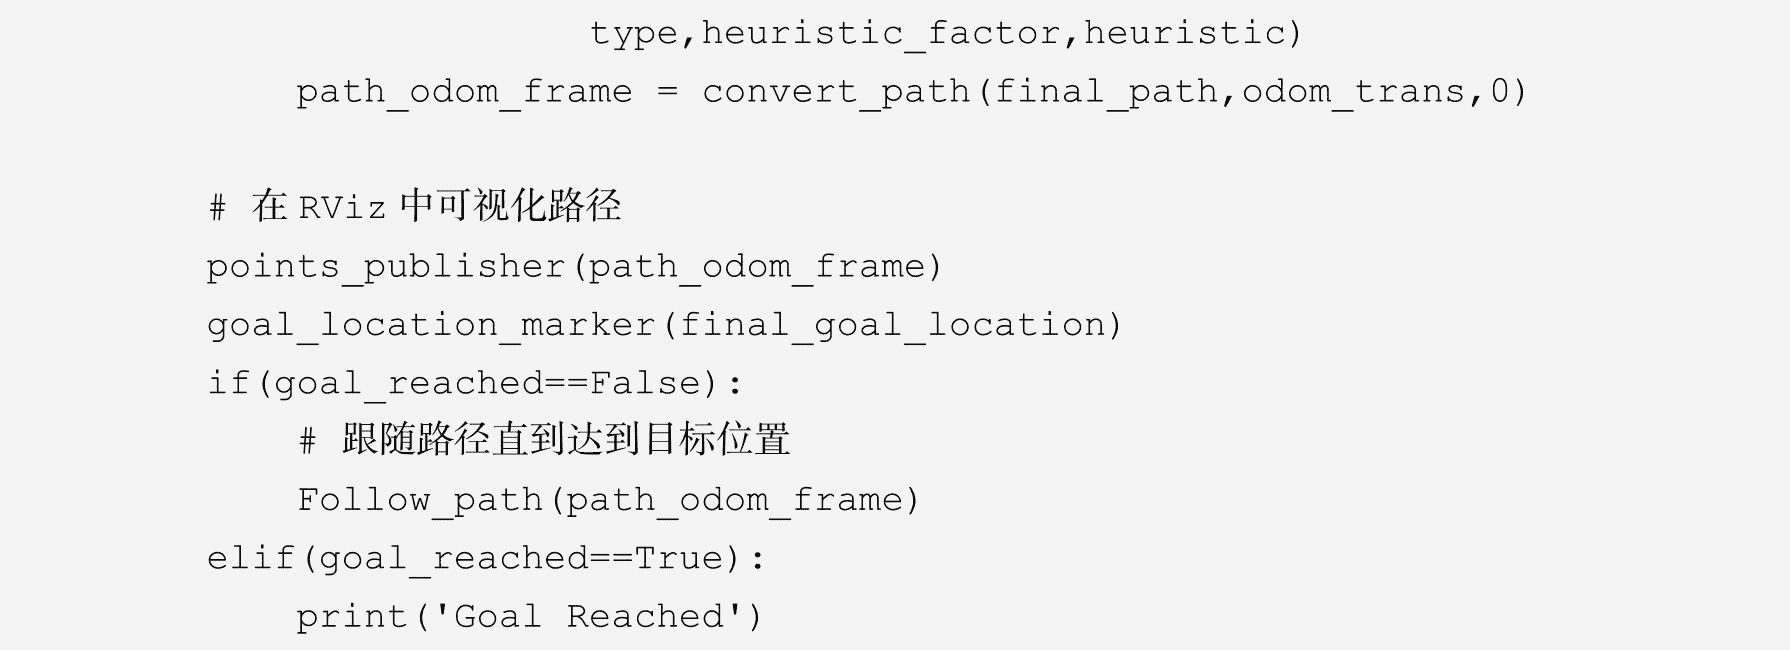 type,heuristic_factor,heuristic)
path_odom_frame = convert_path(final_path,odom_trans,0)
# 在 RViz 中可视化路径
points_publisher(path_odom_frame)
goal_location_marker(final_goal_location)
if(goal_reached==False):
# 跟随路径直到达到目标位置
Follow_path(path_odom_frame)
elif(goal_reached==True):
print('Goal Reached')